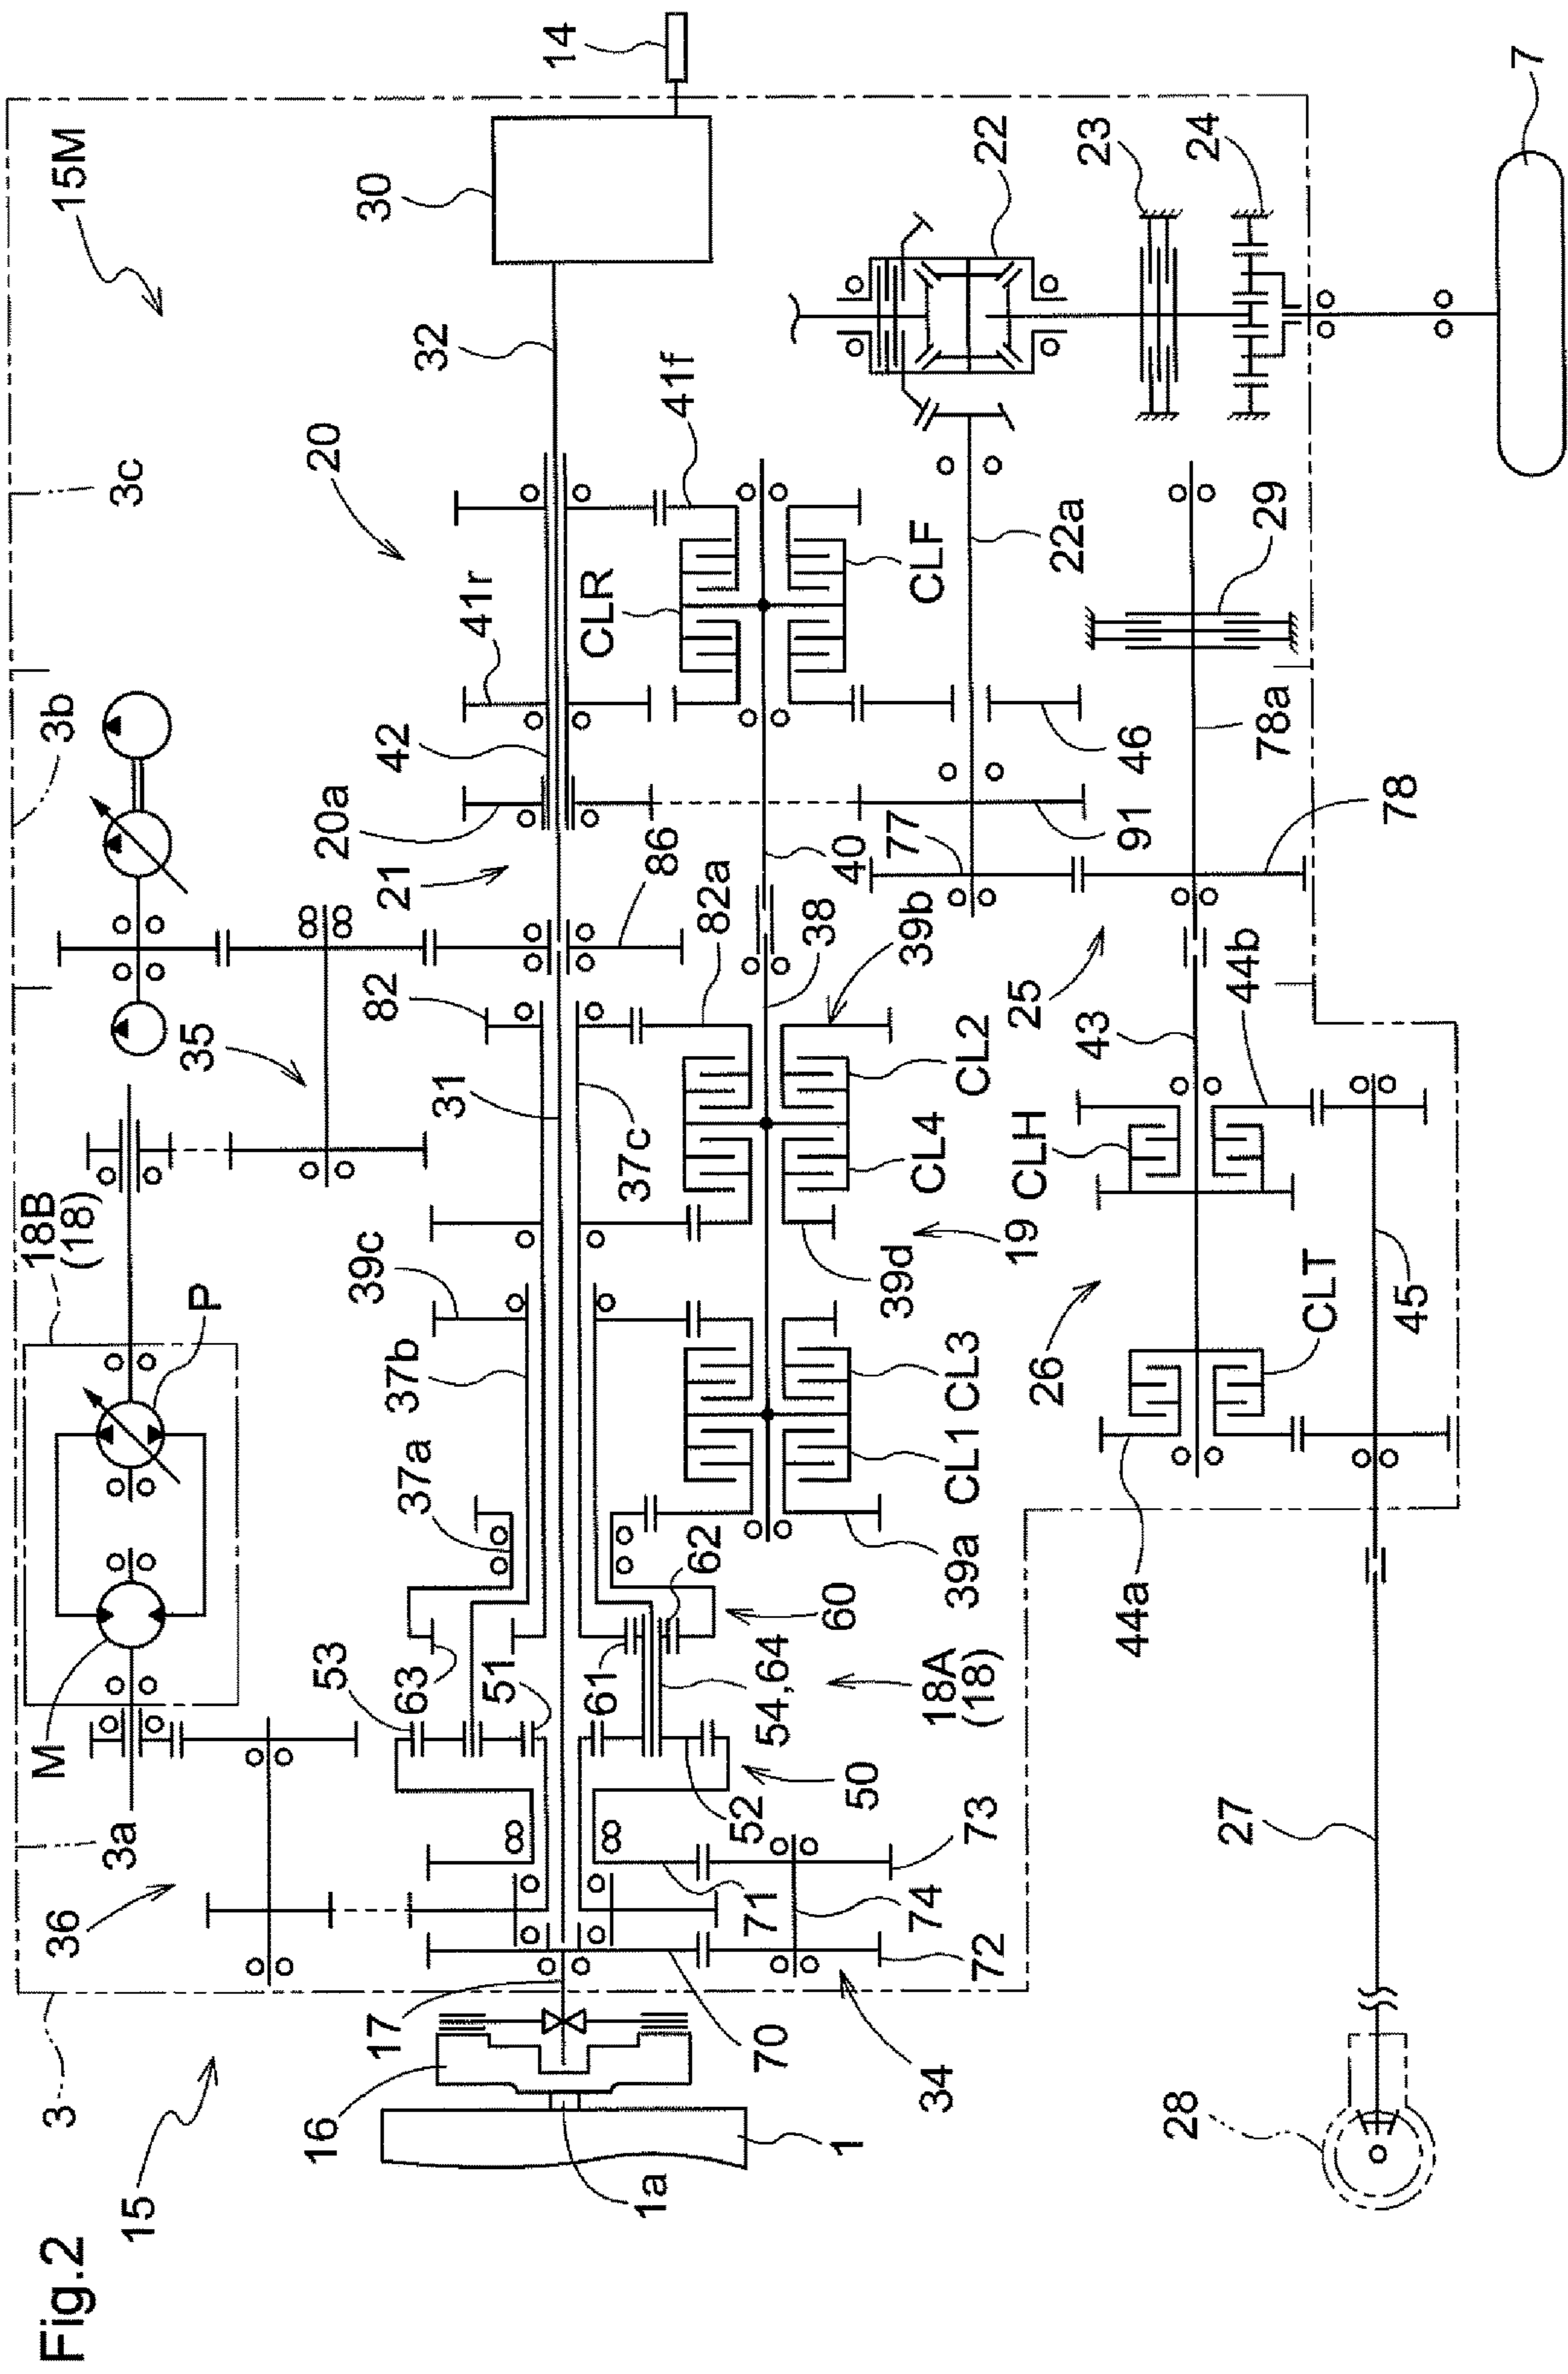 Fig.2
15
3
36
3a
M
18B
(18)
P
35
3b
3c
15M
16
17
1a
1
70
34
72
74
71
73
53
63
51
52
50
61
61
54,64
62
60
18A
(18)
37a
37b
39c
37c
31
82
82a
86
21
20a
42
41r
20
41f
32
30
14
39a
CL1
CL3
39d
19
CL4
CL2
39b
38
40
77
CLR
CLF
22a
22
23
24
7
91
46
78
78a
29
25
43
44b
CLH
26
CLT
45
44a
27
28